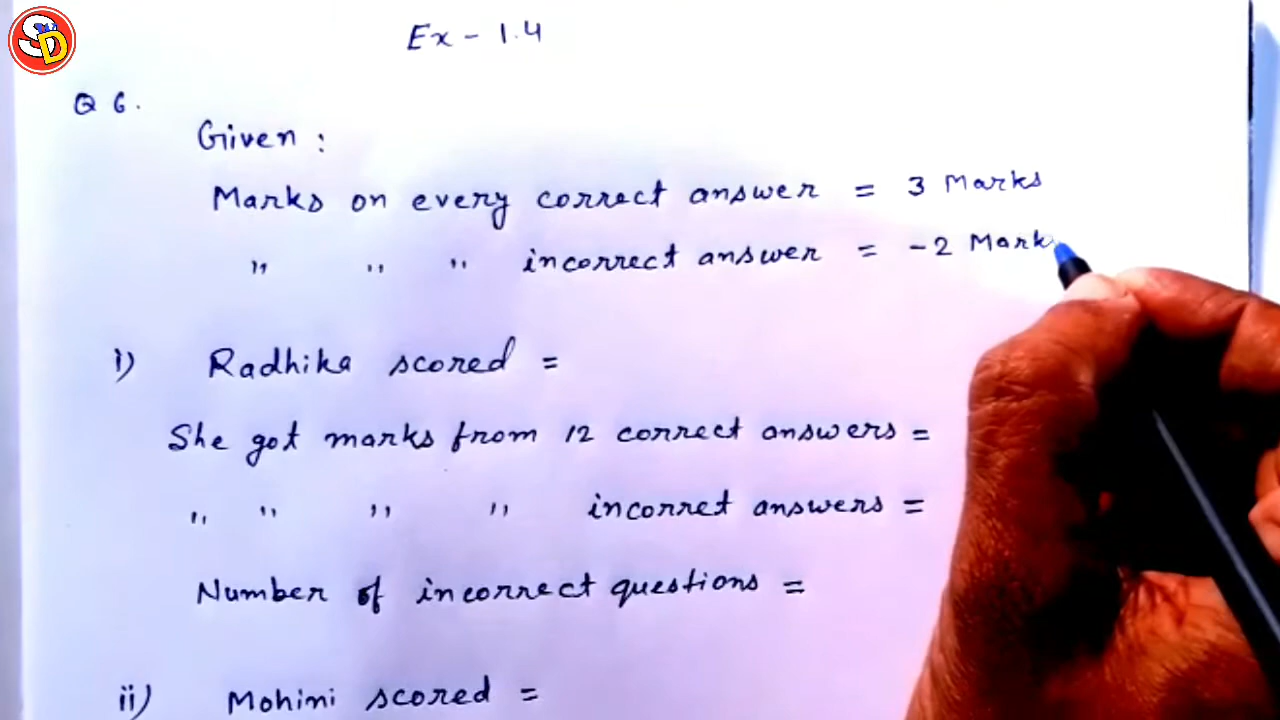 SD
Ex - 1.4
Q 6.
Given :
Marks on every correct answer = 3 Marks
" " " incorrect answer = -2 Mark
i) Radhika scored =
She got marks from 12 correct answers =
" " " " incorrect answers =
Number of incorrect questions =
ii) Mohini scored =